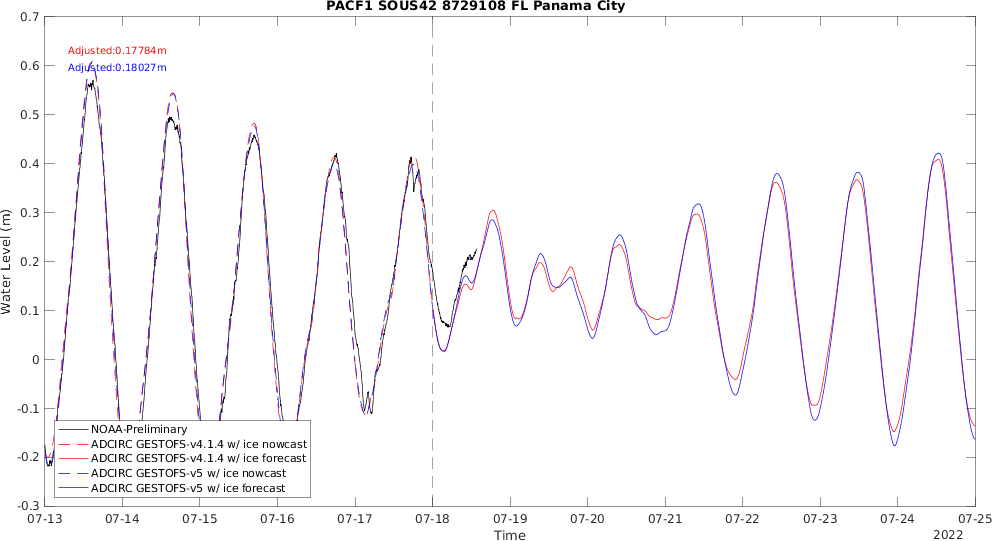 PACF1 SOUS42 8729108 FL Panama City
Adjusted:0.17784m
Adjusted:0.18027m
Water Level (m)
0.7
0.6
0.5
0.4
0.3
0.2
0.1
0
-0.1
-0.2
-0.3
NOAA-Preliminary
ADCIRC GESTOFS-v4.1.4 w/ ice nowcast
ADCIRC GESTOFS-v4.1.4 w/ ice forecast
ADCIRC GESTOFS-v5 w/ ice nowcast
ADCIRC GESTOFS-v5 w/ ice forecast
07-13 07-14 07-15 07-16 07-17 07-18 07-19 07-20 07-21 07-22 07-23 07-24 07-25
Time
2022